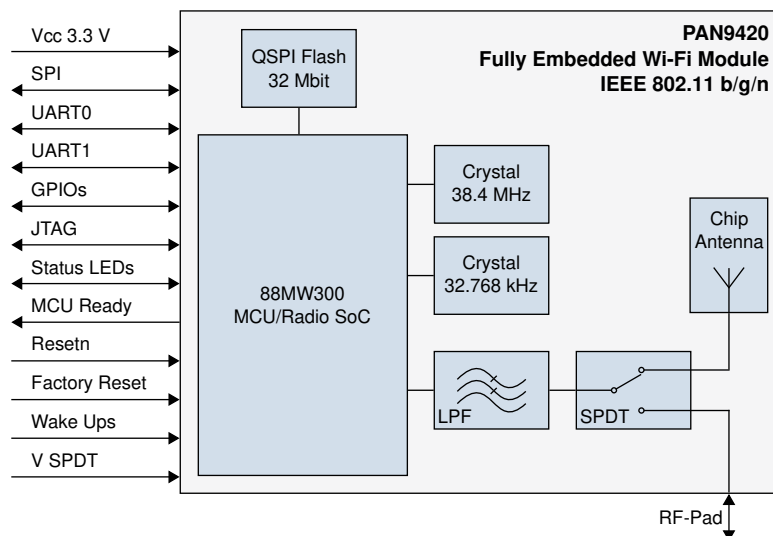 Vcc 3.3 V
SPI
UART0
UART1
GPIOs
JTAG
Status LEDs
MCU Ready
Resetn
Factory Reset
Wake Ups
V SPDT
PAN9420
Fully Embedded Wi-Fi Module
IEEE 802.11 b/g/n
QSPI Flash
32 Mbit
88MW300
MCU/Radio SoC
Crystal
38.4 MHz
Crystal
32.768 kHz
Chip
Antenna
LPF
SPDT
RF-Pad